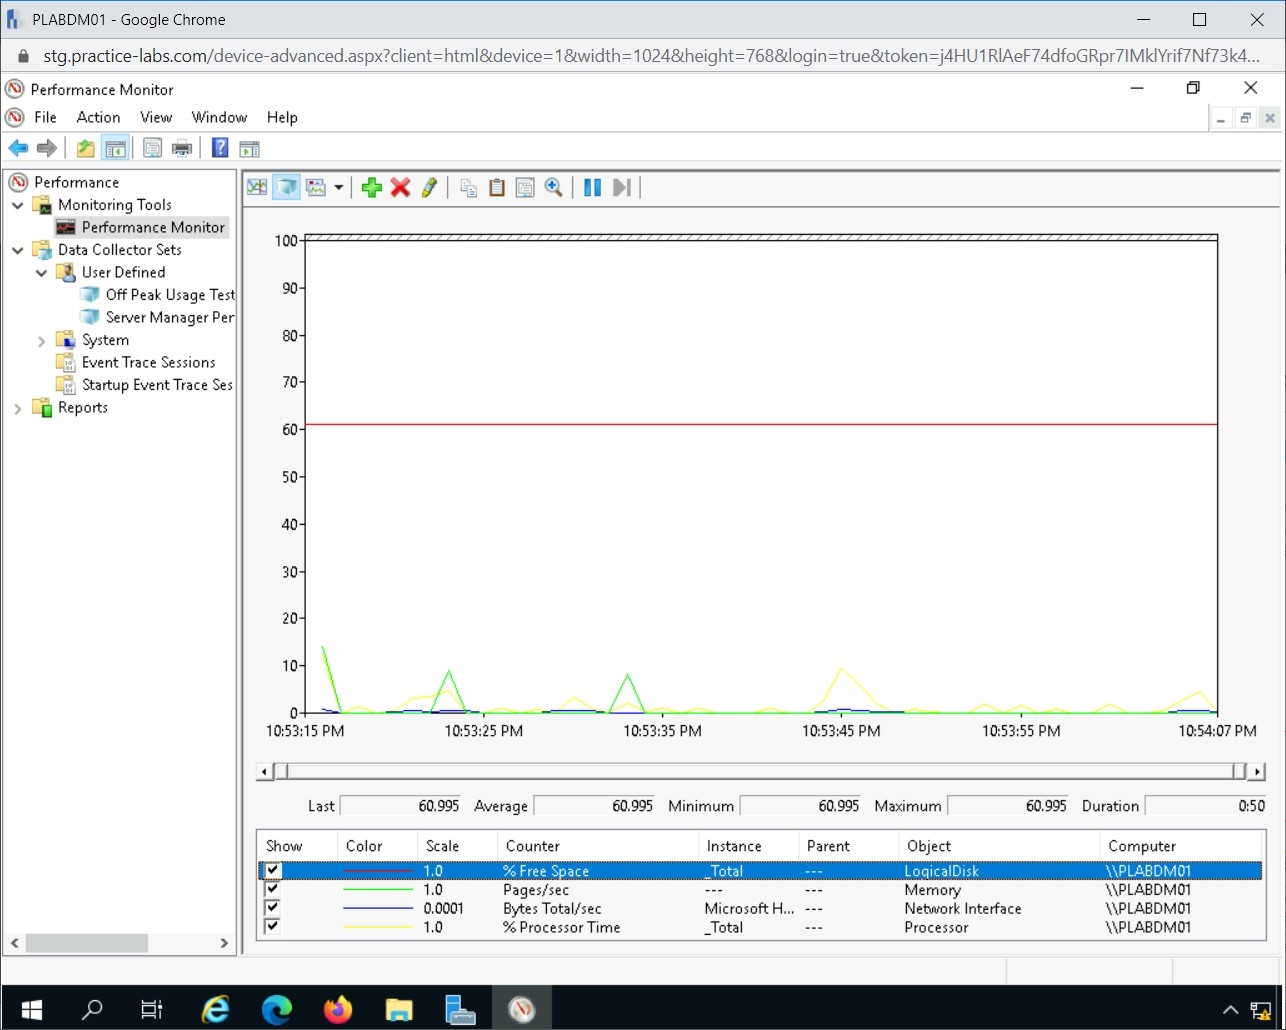 PLABDM01 - Google Chrome
stg.practice-labs.com/device-advanced.aspx?client=html&device=1&width=1024&height=768&login=true&token=j4HU1RlAeF74dfoGRpr7IMklYrif7Nf73k4...
Performance Monitor
File Action View Window Help
Performance
Monitoring Tools
Performance Monitor
Data Collector Sets
User Defined
Off Peak Usage Test
Server Manager Per
System
Event Trace Sessions
Startup Event Trace Ses
Reports
100
90
80
70
60
50
40
30
20
10
0
10:53:15 PM 10:53:25 PM 10:53:35 PM 10:53:45 PM 10:53:55 PM 10:54:07 PM
Last 60.995 Average 60.995 Minimum 60.995 Maximum 60.995 Duration 0:50
Show Color Scale Counter Instance Parent Object Computer
1.0 % Free Space _Total --- LogicalDisk \\PLABDM01
1.0 Pages/sec --- --- Memory \\PLABDM01
0.0001 Bytes Total/sec Microsoft H... --- Network Interface \\PLABDM01
1.0 % Processor Time _Total --- Processor \\PLABDM01